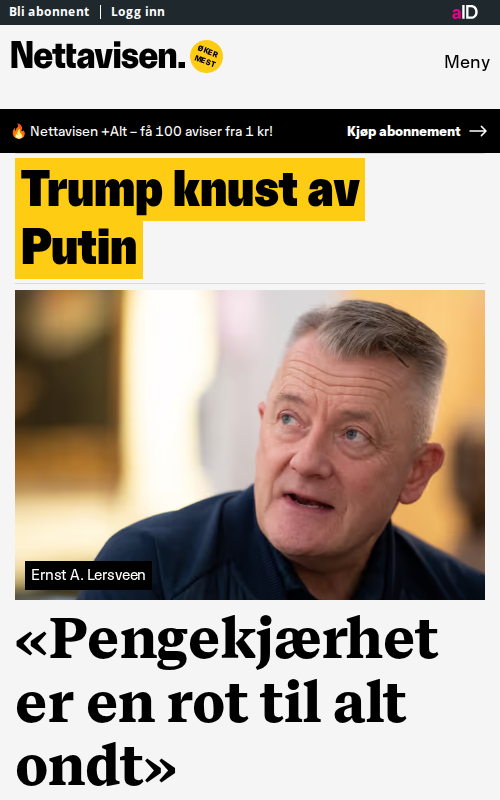 Bli abonnent | Logg inn
aID
Nettavisen.
ØKER
MEST
Meny
🔥 Nettavisen +Alt – få 100 aviser fra 1 kr!
Kjøp abonnement →
Trump knust av
Putin
Ernst A. Lersveen
«Pengekjærhet
er en rot til alt
ondt»